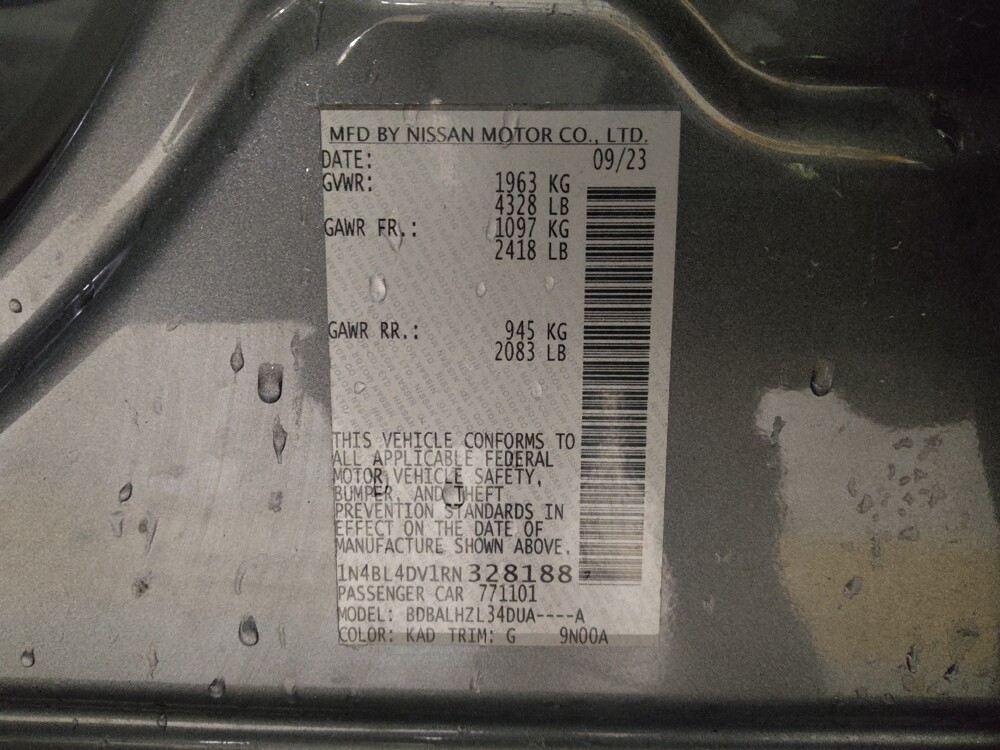 MFD BY NISSAN MOTOR CO., LTD.
DATE: 09/23
GVWR: 1963 KG
4328 LB
GAWR FR.: 1097 KG
2418 LB
GAWR RR.: 945 KG
2083 LB
THIS VEHICLE CONFORMS TO
ALL APPLICABLE FEDERAL
MOTOR VEHICLE SAFETY,
BUMPER, AND THEFT
PREVENTION STANDARDS IN
EFFECT ON THE DATE OF
MANUFACTURE SHOWN ABOVE.
1N4BL4DV1RN328188
PASSENGER CAR 771101
MODEL: BDBALHZL34DUA----A
COLOR: KAD TRIM: G 9N00A